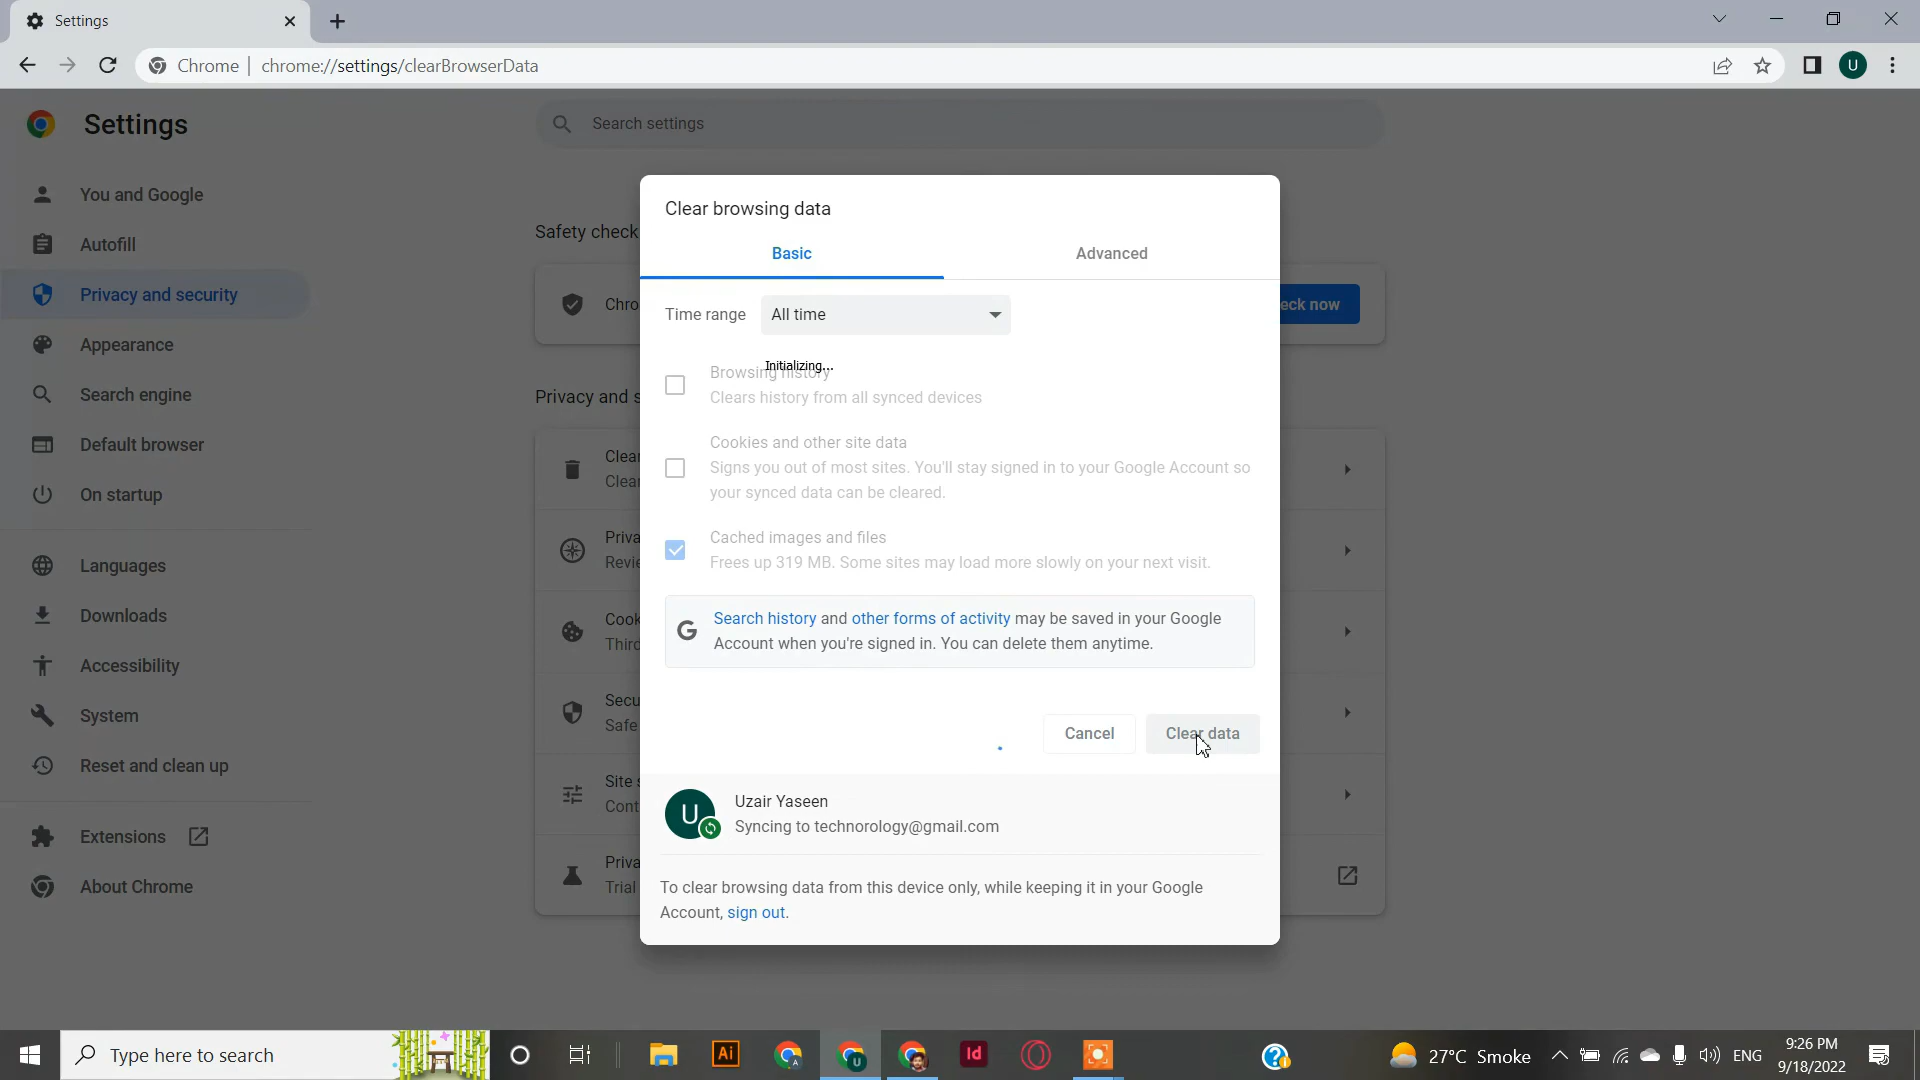 Settings
Chrome
chrome://settings/clearBrowserData
U
Settings
Search settings
You and Google
Autofill
Privacy and security
Appearance
Search engine
Default browser
On startup
Languages
Downloads
Accessibility
System
Reset and clean up
Extensions
About Chrome
Safety check
Chro
eck now
Privacy and s
Clear
Clear
Priva
Revie
Cook
Third
Secu
Safe
Site s
Cont
Priva
Trial
Clear browsing data
Basic
Advanced
Time range
All time
Initializing...
Browsing history
Clears history from all synced devices
Cookies and other site data
Signs you out of most sites. You'll stay signed in to your Google Account so
your synced data can be cleared.
Cached images and files
Frees up 319 MB. Some sites may load more slowly on your next visit.
G
Search history and other forms of activity may be saved in your Google
Account when you're signed in. You can delete them anytime.
Cancel
Clear data
U
Uzair Yaseen
Syncing to technorology@gmail.com
To clear browsing data from this device only, while keeping it in your Google
Account, sign out.
Type here to search
Ai
A
U
Id
27°C Smoke
ENG
9:26 PM
9/18/2022